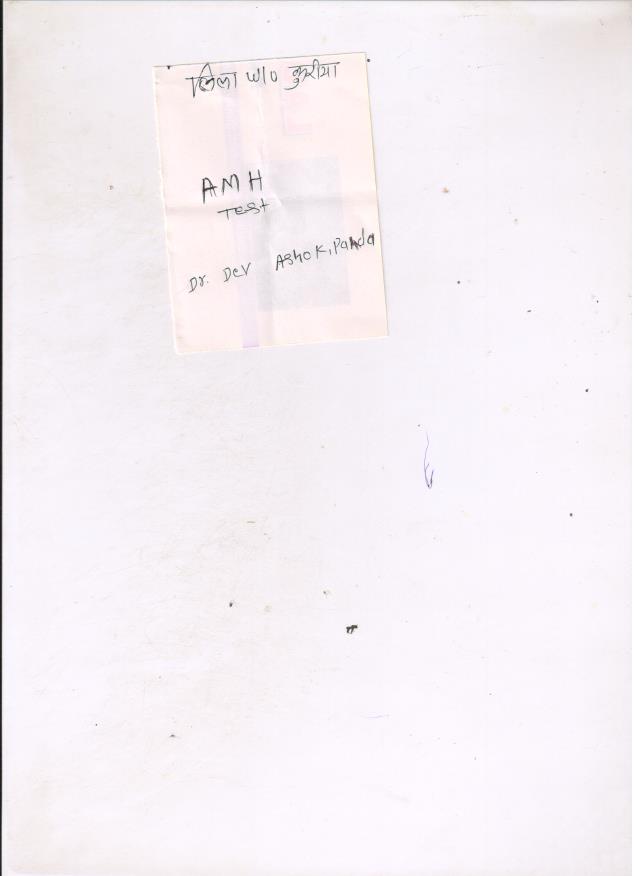 लिला W/O कुरीया
AMH
Test
Dr. Dev Ashok, Panda